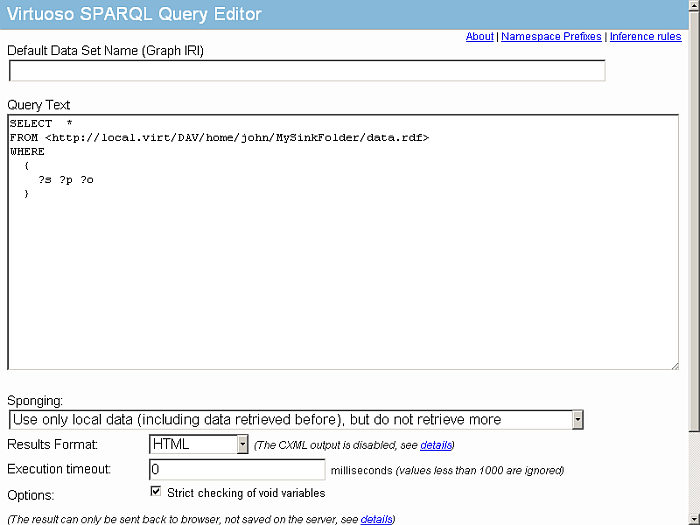 Virtuoso SPARQL Query Editor
About | Namespace Prefixes | Inference rules
Default Data Set Name (Graph IRI)
Query Text
SELECT  *
FROM <http://local.virt/DAV/home/john/MySinkFolder/data.rdf>
WHERE
  {
    ?s ?p ?o
  }
Sponging:
Use only local data (including data retrieved before), but do not retrieve more
Results Format: HTML (The CXML output is disabled, see details)
Execution timeout: 0 milliseconds (values less than 1000 are ignored)
Options: Strict checking of void variables
(The result can only be sent back to browser, not saved on the server, see details)